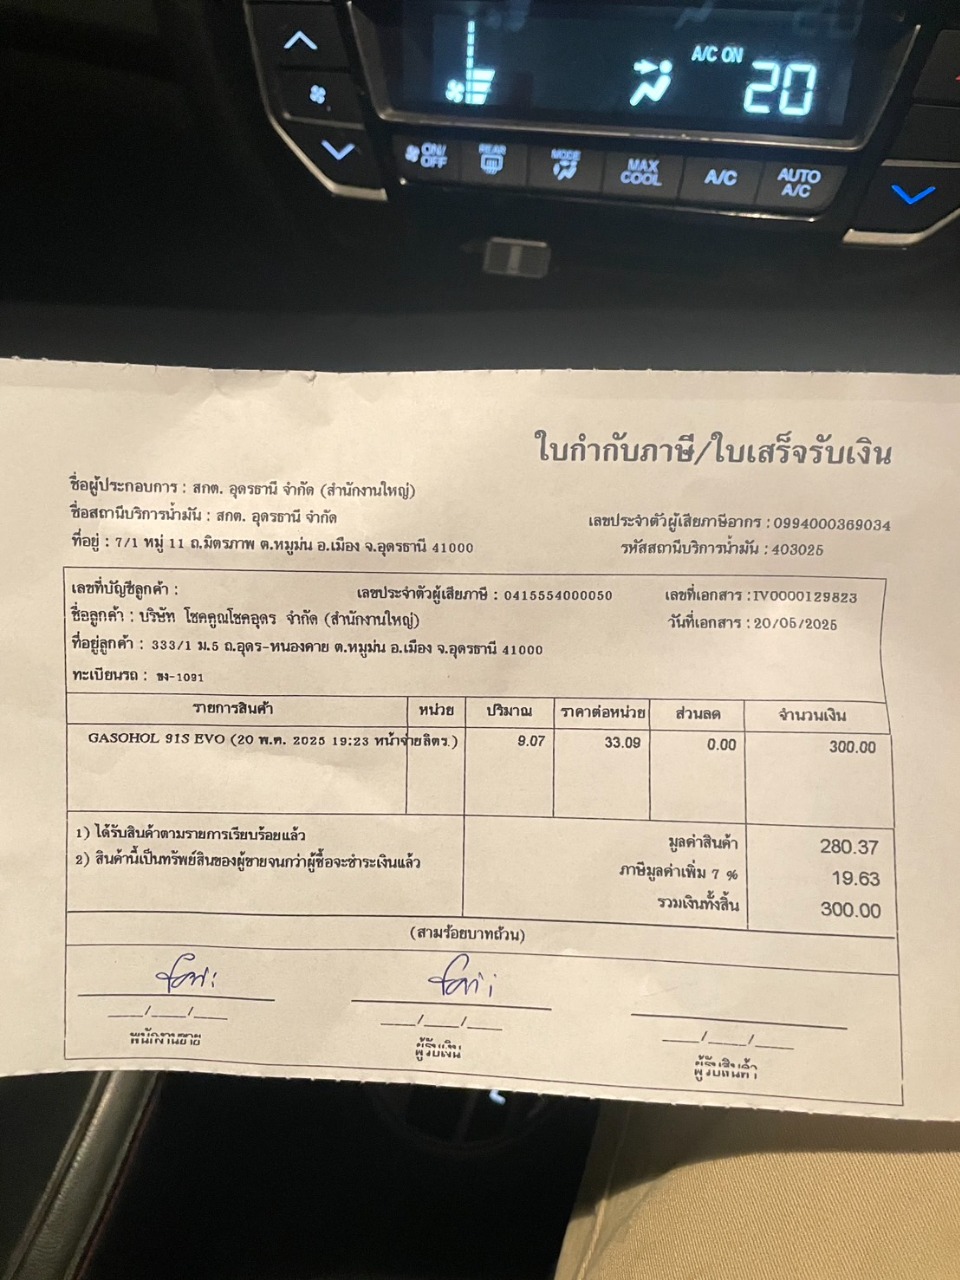 A/C ON
20
ON/OFF
REAR
MODE
MAX COOL
A/C
AUTO A/C
ใบกำกับภาษี/ใบเสร็จรับเงิน
ชื่อผู้ประกอบการ : สกต. อุดรธานี จำกัด (สำนักงานใหญ่)
ชื่อสถานีบริการน้ำมัน : สกต. อุดรธานี จำกัด
เลขประจำตัวผู้เสียภาษีอากร : 0994000369034
ที่อยู่ : 7/1 หมู่ 11 ถ.มิตรภาพ ต.หมูม่น อ.เมือง จ.อุดรธานี 41000
รหัสสถานีบริการน้ำมัน : 403025
เลขที่บัญชีลูกค้า : เลขประจำตัวผู้เสียภาษี : 0415554000050 เลขที่เอกสาร : IV0000129823
ชื่อลูกค้า : บริษัท โชคคูณโชคอุดร จำกัด (สำนักงานใหญ่) วันที่เอกสาร : 20/05/2025
ที่อยู่ลูกค้า : 333/1 ม.5 ถ.อุดร-หนองคาย ต.หมูม่น อ.เมือง จ.อุดรธานี 41000
ทะเบียนรถ : ขง-1091
รายการสินค้า หน่วย ปริมาณ ราคาต่อหน่วย ส่วนลด จำนวนเงิน
GASOHOL 91S EVO (20 พ.ค. 2025 19:23 หน้าจ่ายลิตร.) 9.07 33.09 0.00 300.00
1) ได้รับสินค้าตามรายการเรียบร้อยแล้ว
2) สินค้านี้เป็นทรัพย์สินของผู้ขายจนกว่าผู้ซื้อจะชำระเงินแล้ว
มูลค่าสินค้า 280.37
ภาษีมูลค่าเพิ่ม 7 % 19.63
รวมเงินทั้งสิ้น 300.00
(สามร้อยบาทถ้วน)
___/___/___ ___/___/___ ___/___/___
พนักงานขาย ผู้รับเงิน ผู้รับสินค้า